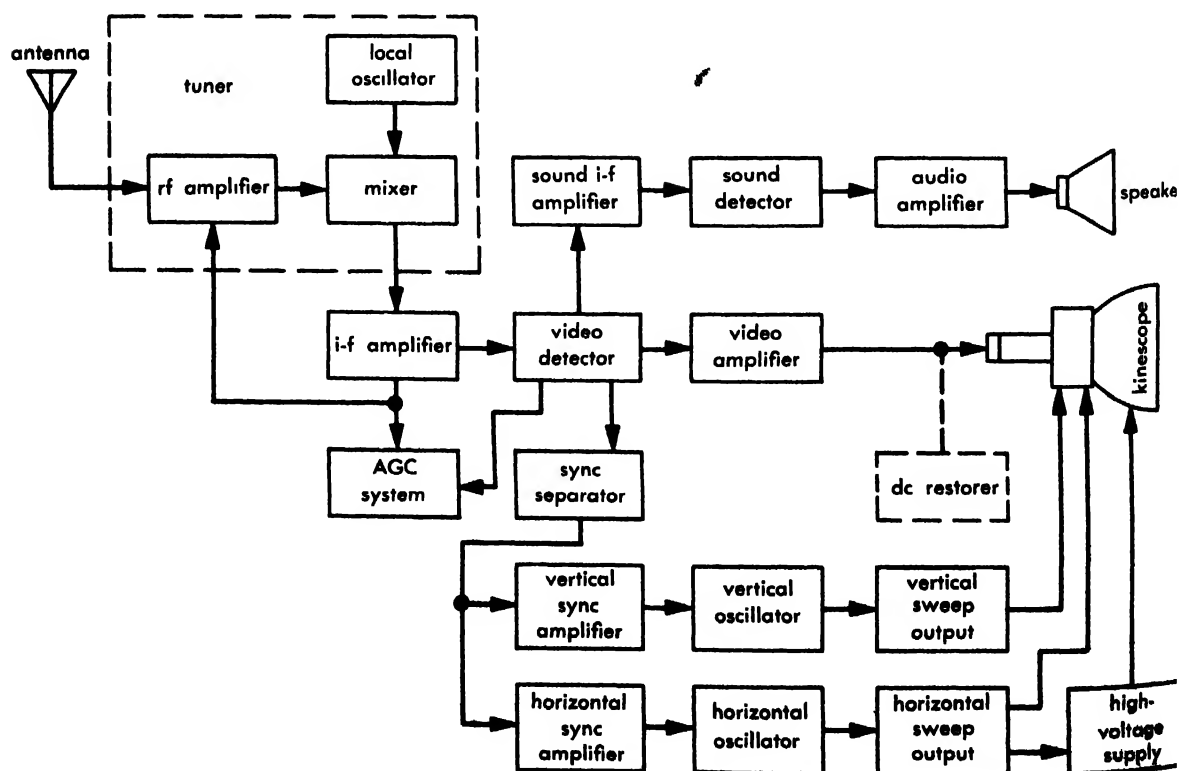 antenna
tuner
local
oscillator
rf amplifier
mixer
sound i-f
amplifier
sound
detector
audio
amplifier
speake
i-f amplifier
video
detector
video
amplifier
kinescope
AGC
system
sync
separator
dc restorer
vertical
sync
amplifier
vertical
oscillator
vertical
sweep
output
horizontal
sync
amplifier
horizontal
oscillator
horizontal
sweep
output
high-
voltage
supply